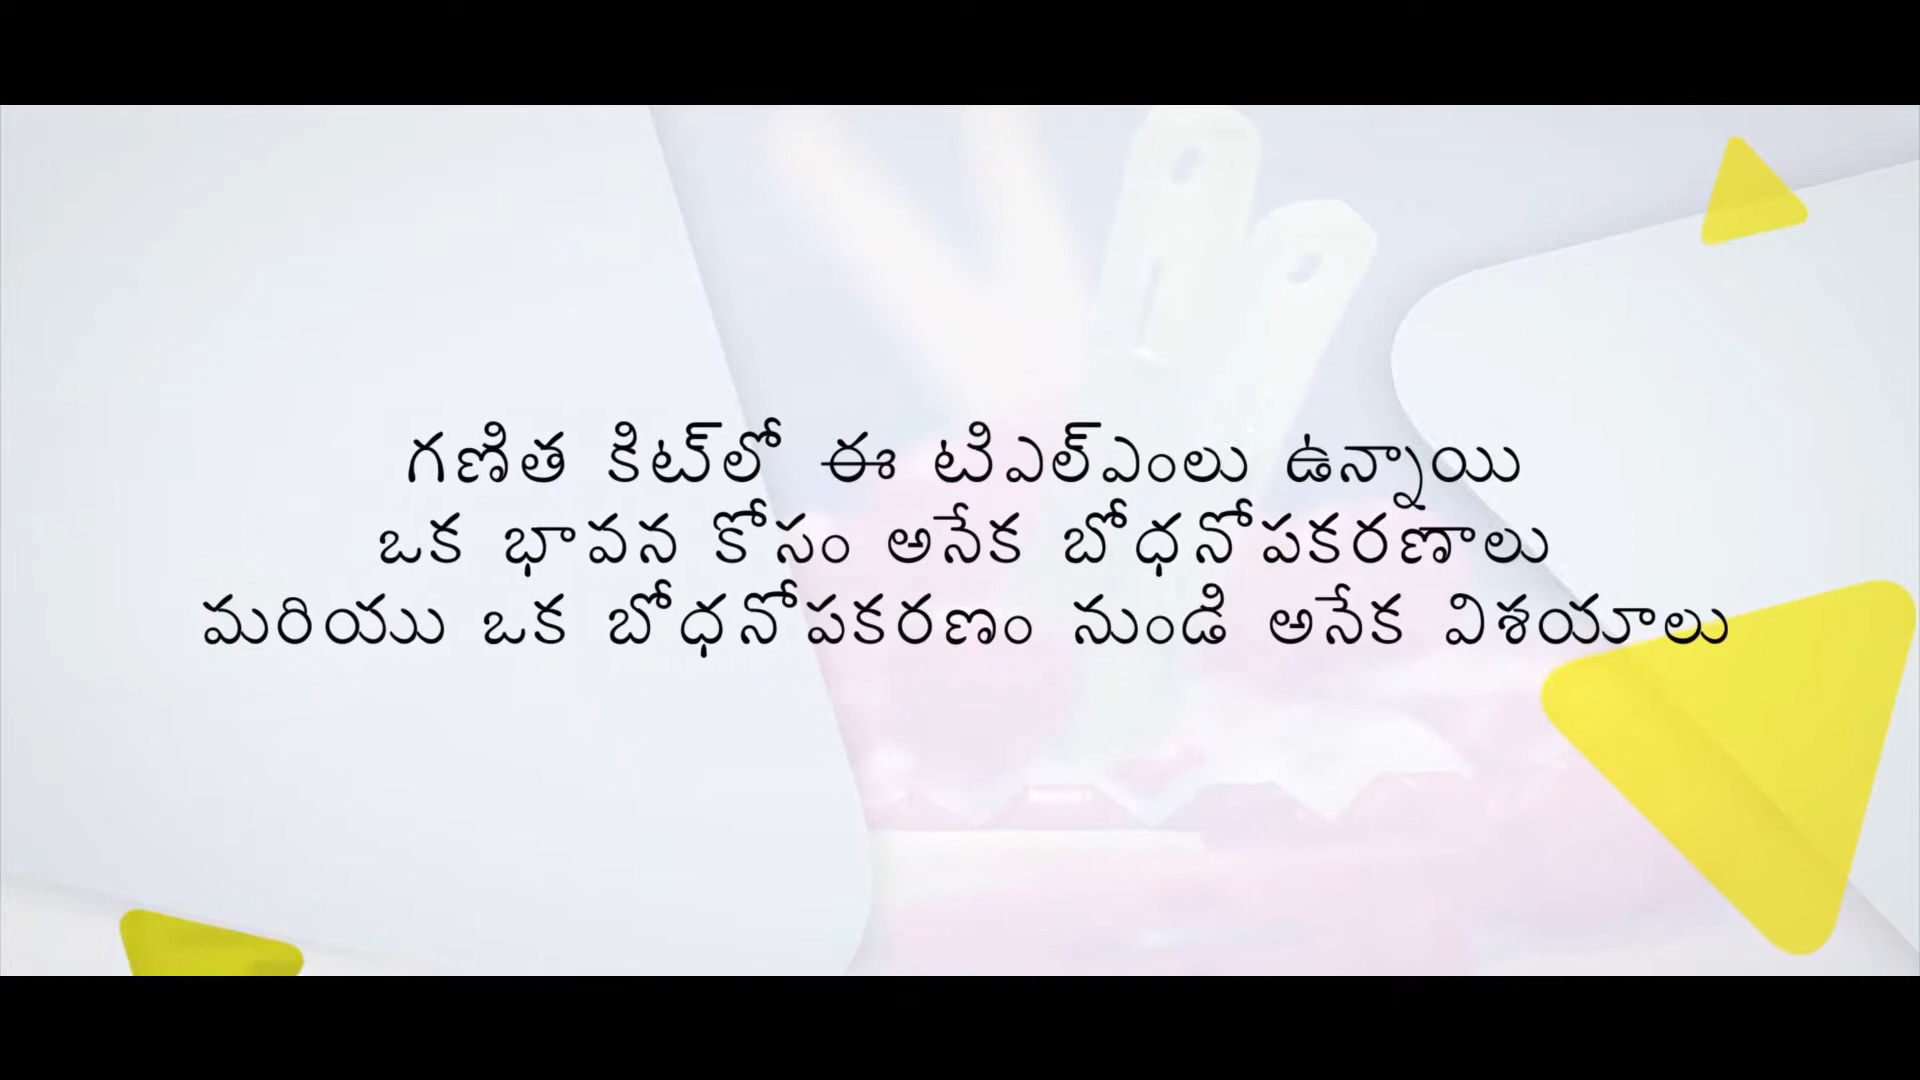 గణిత కిట్‌లో ఈ టిఎల్ఎంలు ఉన్నాయి
ఒక భావన కోసం అనేక బోధనోపకరణాలు
మరియు ఒక బోధనోపకరణం నుండి అనేక విశయాలు